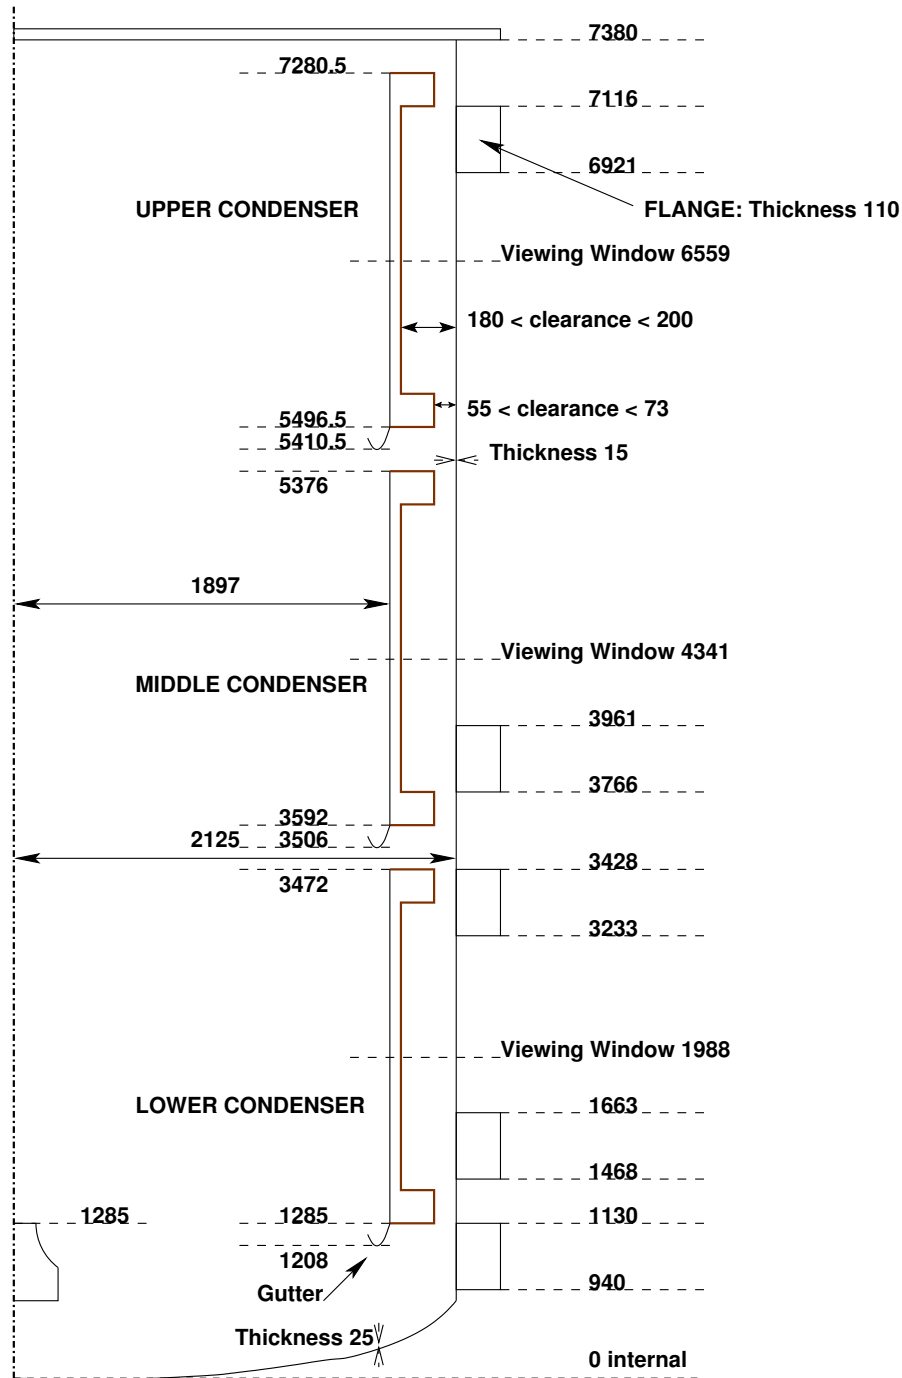 7380
7280.5
7116
6921
UPPER CONDENSER
FLANGE: Thickness 110
Viewing Window 6559
180 < clearance < 200
55 < clearance < 73
5496.5
5410.5
Thickness 15
5376
1897
Viewing Window 4341
MIDDLE CONDENSER
3961
3766
3592
2125
3506
3428
3472
3233
Viewing Window 1988
LOWER CONDENSER
1663
1468
1285
1285
1130
1208
940
Gutter
Thickness 25
0 internal